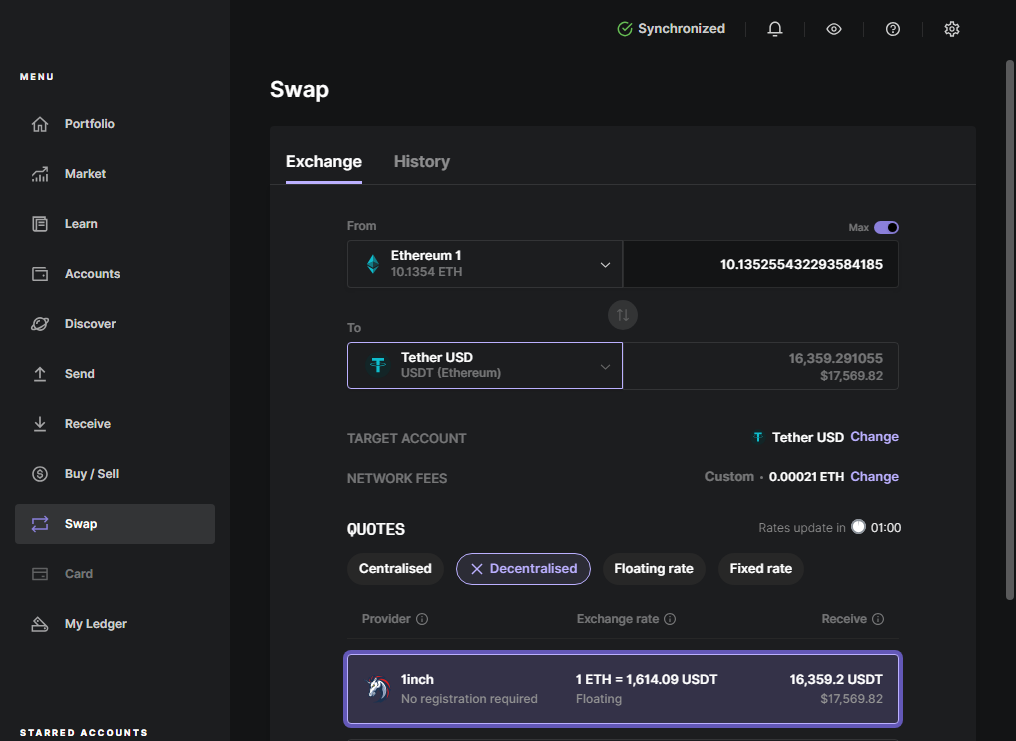 Synchronized
MENU
Portfolio
Market
Learn
Accounts
Discover
Send
Receive
Buy / Sell
Swap
Card
My Ledger
STARRED ACCOUNTS
Swap
Exchange
History
From
Max
Ethereum 1
10.1354 ETH
10.135255432293584185
To
Tether USD
USDT (Ethereum)
16,359.291055
$17,569.82
TARGET ACCOUNT
Tether USD Change
NETWORK FEES
Custom · 0.00021 ETH Change
QUOTES
Rates update in 01:00
Centralised
Decentralised
Floating rate
Fixed rate
Provider
Exchange rate
Receive
1inch
No registration required
1 ETH = 1,614.09 USDT
Floating
16,359.2 USDT
$17,569.82